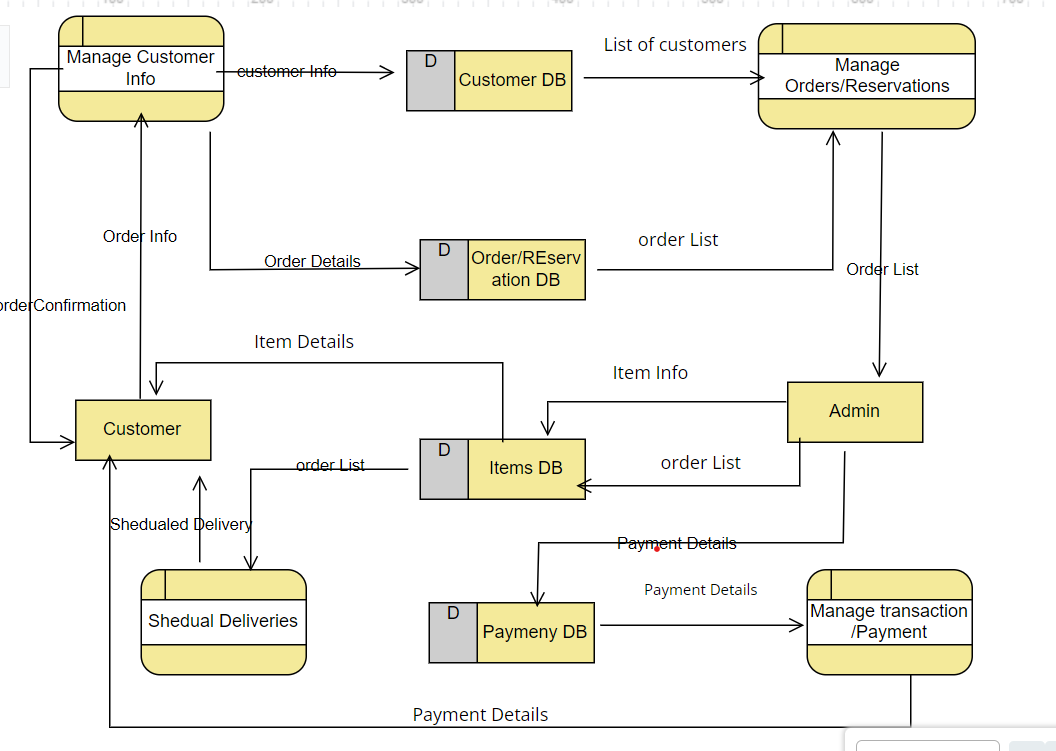 List of customers
D
Manage Customer
Info
customer Info
Customer DB
Manage
Orders/Reservations
Order Info
order List
D
Order/REserv
ation DB
Order Details
Order List
orderConfirmation
Item Details
Item Info
Customer
Admin
D
Items DB
order List
order List
Shedualed Delivery
Payment Details
Payment Details
D
Paymeny DB
Shedual Deliveries
Manage transaction
/Payment
Payment Details